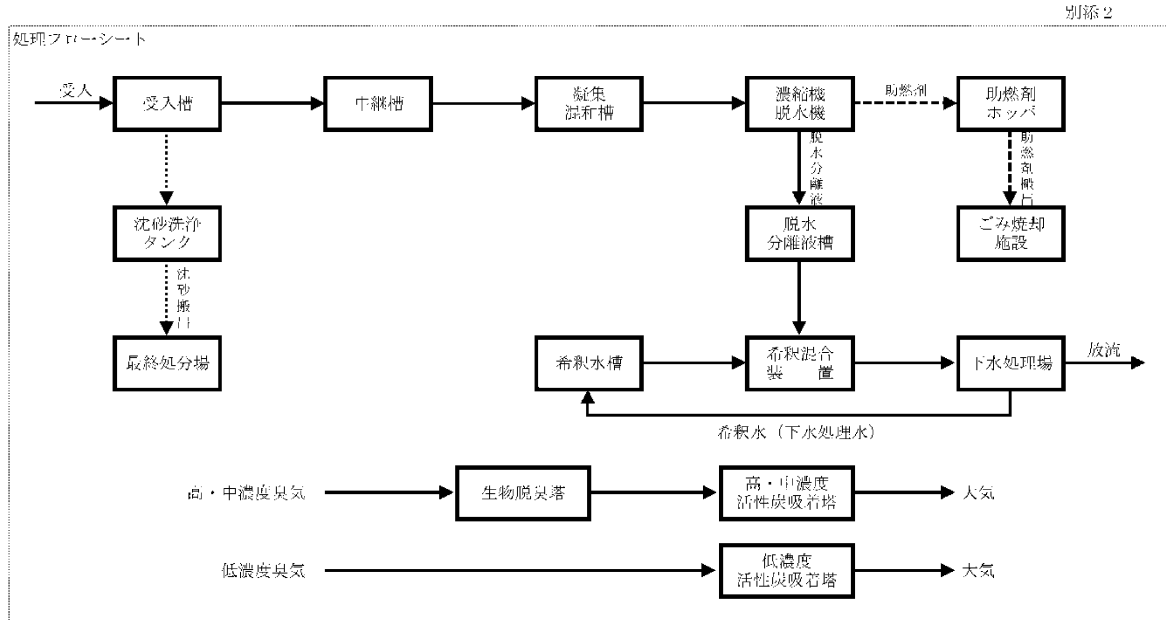 別添2
処理フローシート
受入
受入槽
中継槽
凝集
混和槽
濃縮機
脱水機
助燃剤
助燃剤
ホッパ
脱水分離液
助燃剤搬出
沈砂洗浄
タンク
脱水
分離液槽
ごみ焼却
施設
沈砂搬出
最終処分場
希釈水槽
希釈混合
装　置
下水処理場
放流
希釈水（下水処理水）
高・中濃度臭気
生物脱臭塔
高・中濃度
活性炭吸着塔
大気
低濃度臭気
低濃度
活性炭吸着塔
大気